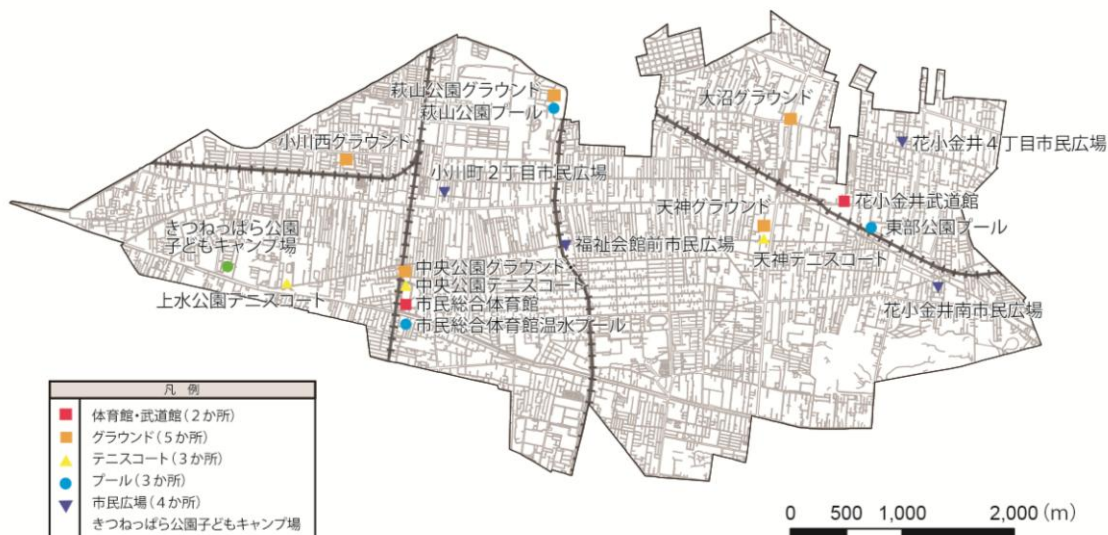 萩山公園グラウンド
萩山公園プール
大沼グラウンド
小川西グラウンド
花小金井4丁目市民広場
小川町2丁目市民広場
花小金井武道館
天神グラウンド
東部公園プール
きつねっぱら公園
子どもキャンプ場
福祉会館前市民広場
天神テニスコート
中央公園グラウンド
中央公園テニスコート
上水公園テニスコート
市民総合体育館
花小金井南市民広場
市民総合体育館温水プール
凡 例
体育館・武道館(2か所)
グラウンド(5か所)
テニスコート(3か所)
プール(3か所)
市民広場(4か所)
きつねっぱら公園子どもキャンプ場
0 500 1,000 2,000 (m)